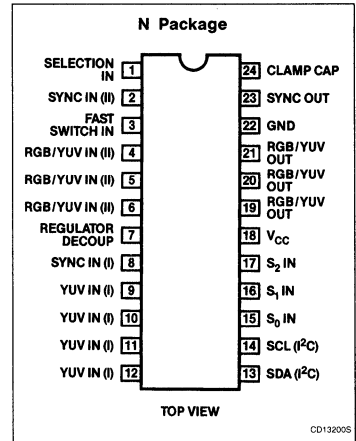 N Package
SELECTION
IN
1
SYNC IN (II)
2
FAST
SWITCH IN
3
RGB/YUV IN (II)
4
RGB/YUV IN (II)
5
RGB/YUV IN (II)
6
REGULATOR
DECOUP
7
SYNC IN (I)
8
YUV IN (I)
9
YUV IN (I)
10
YUV IN (I)
11
YUV IN (I)
12
24
CLAMP CAP
23
SYNC OUT
22
GND
21
RGB/YUV
OUT
20
RGB/YUV
OUT
19
RGB/YUV
OUT
18
VCC
17
S2 IN
16
S1 IN
15
S0 IN
14
SCL (I²C)
13
SDA (I²C)
TOP VIEW
CD13200S